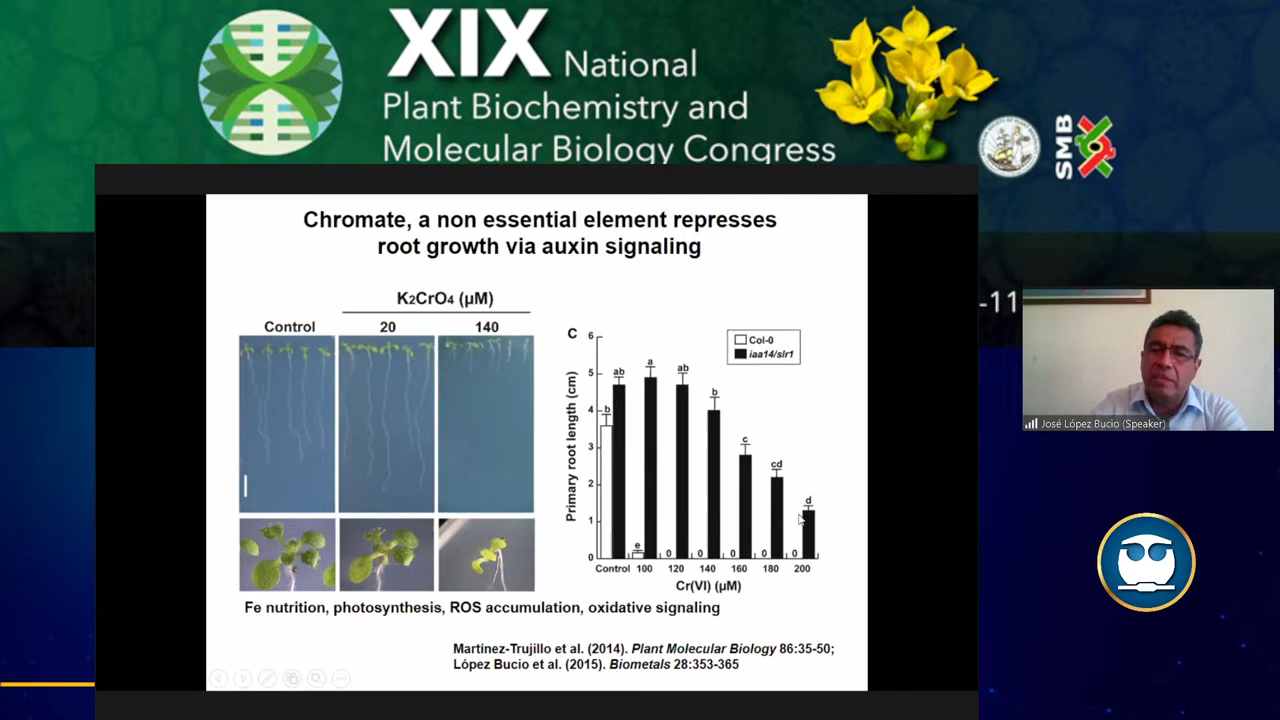 XIX National
Plant Biochemistry and
Molecular Biology Congress
SMB
Chromate, a non essential element represses
root growth via auxin signaling
K2CrO4 (µM)
Control 20 140
C
Col-0
iaa14/slr1
Primary root length (cm)
6
5
4
3
2
1
0
b ab
e a
0 ab
0 b
0 c
0 cd
0 d
Control 100 120 140 160 180 200
Cr(VI) (µM)
Fe nutrition, photosynthesis, ROS accumulation, oxidative signaling
Martínez-Trujillo et al. (2014). Plant Molecular Biology 86:35-50;
López Bucio et al. (2015). Biometals 28:353-365
-11
José López Bucio (Speaker)